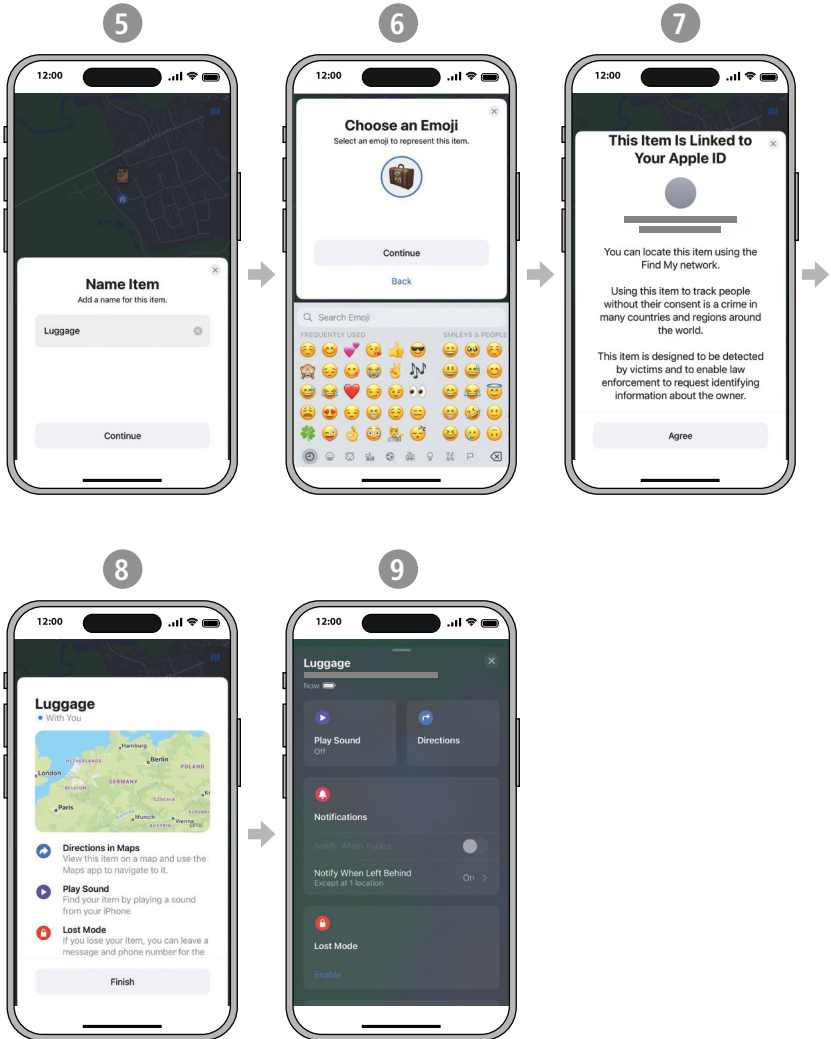 5
6
7
12:00
Name Item
Add a name for this item.
Luggage
Continue
12:00
Choose an Emoji
Select an emoji to represent this item.
Continue
Back
Search Emoji
FREQUENTLY USED
SMILEYS & PEOPLE
12:00
This Item Is Linked to
Your Apple ID
You can locate this item using the
Find My network.
Using this item to track people
without their consent is a crime in
many countries and regions around
the world.
This item is designed to be detected
by victims and to enable law
enforcement to request identifying
information about the owner.
Agree
8
9
12:00
Luggage
With You
Hamburg
NETHERLANDS
Berlin
POLAND
London
BELGIUM
GERMANY
CZECHIA
Paris
Munich
Vienna
AUSTRIA
Directions in Maps
View this item on a map and use the
Maps app to navigate to it.
Play Sound
Find your item by playing a sound
from your iPhone
Lost Mode
If you lose your item, you can leave a
message and phone number for the
Finish
12:00
Luggage
Now
Play Sound
Off
Directions
Notifications
Notify When Found
Notify When Left Behind
Except at 1 location
On
Lost Mode
Enable